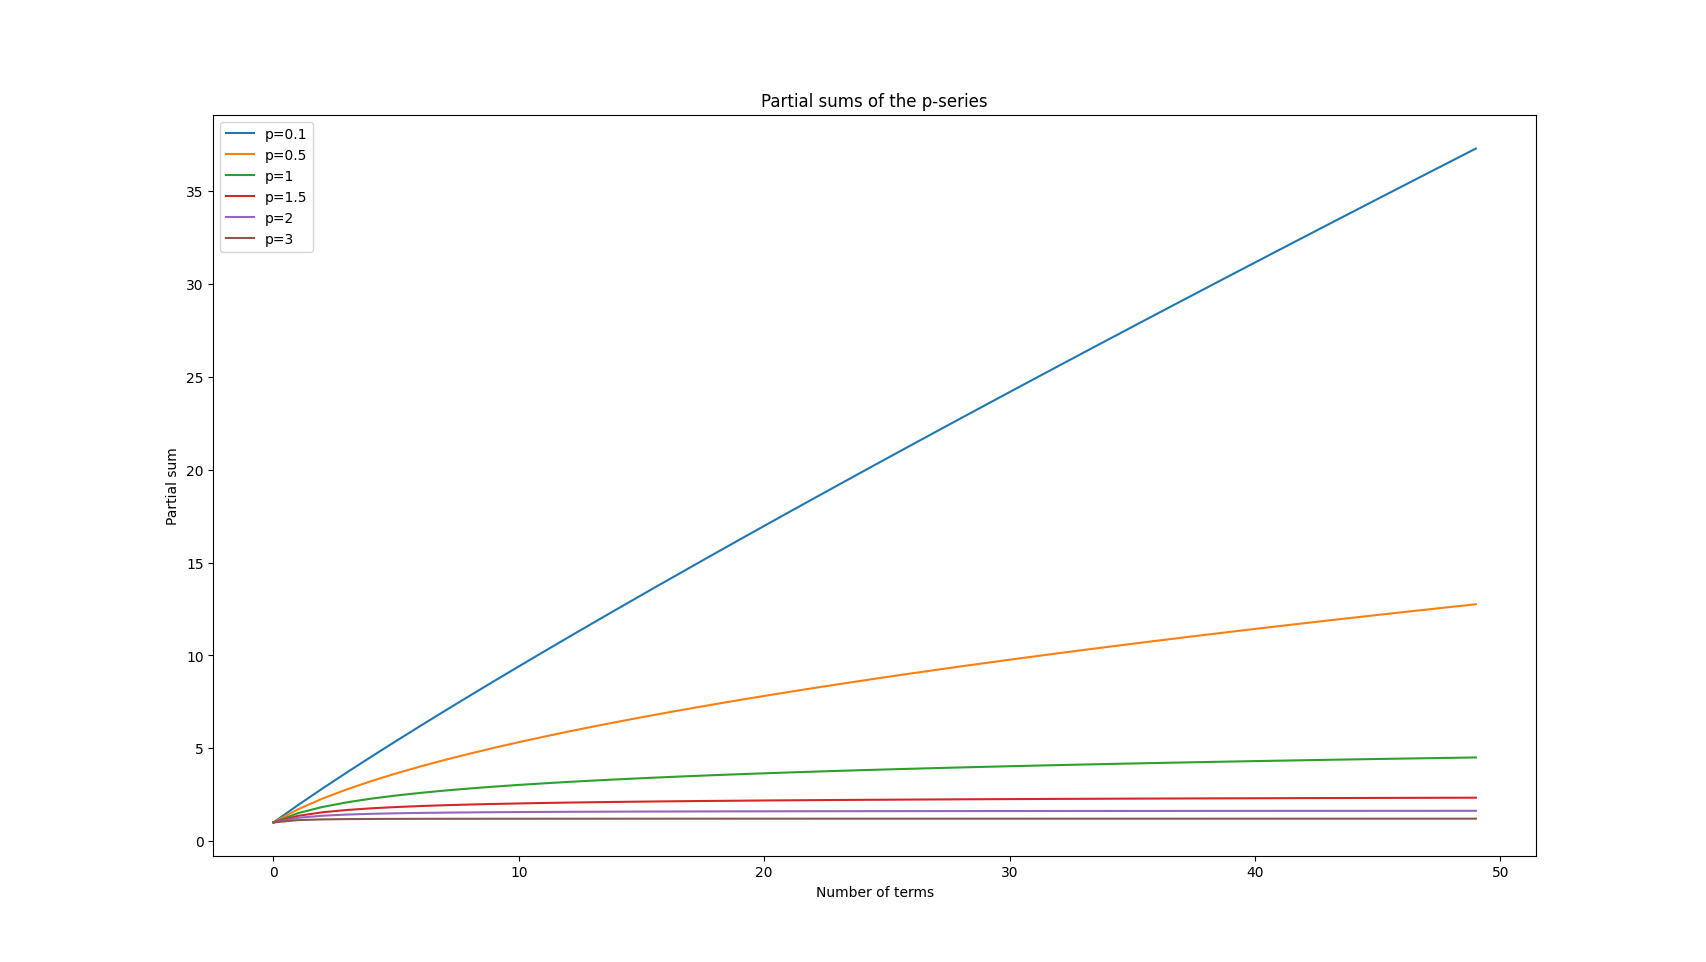 Partial sums of the p-series
p=0.1
p=0.5
p=1
p=1.5
p=2
p=3
35
30
25
20
15
10
5
0
Partial sum
0 10 20 30 40 50
Number of terms